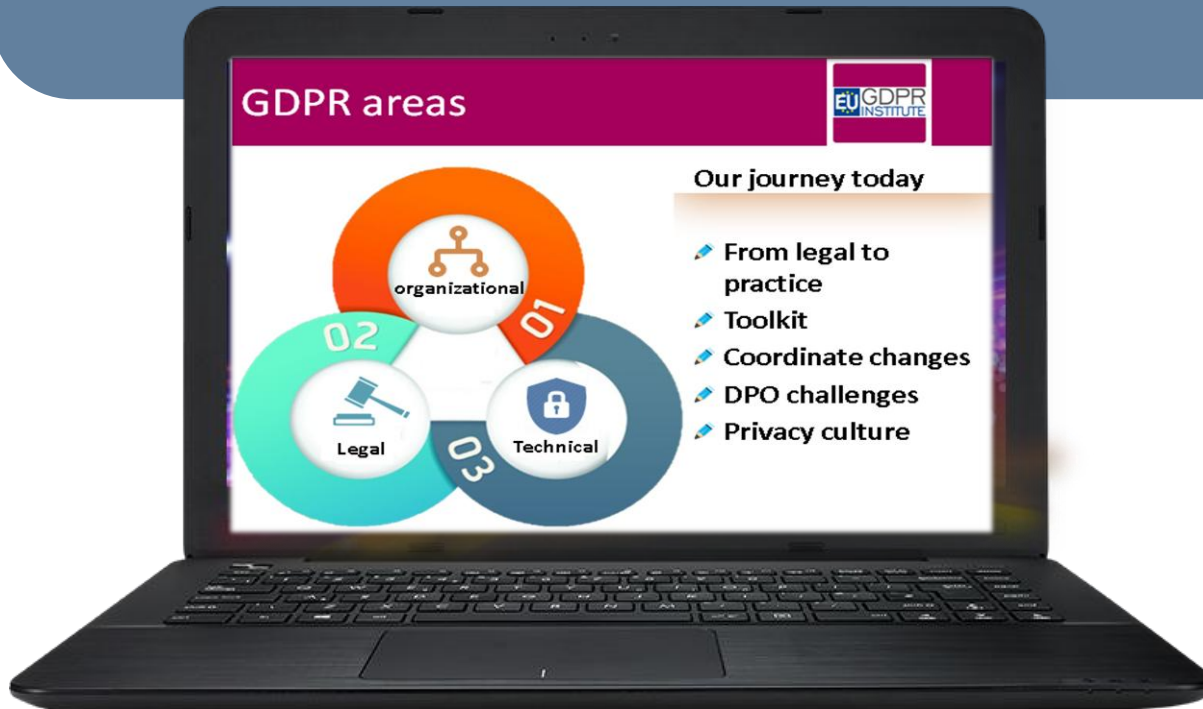 GDPR areas
EU GDPR
INSTITUTE
Our journey today
organizational
01
02
Legal
03
Technical
From legal to
practice
Toolkit
Coordinate changes
DPO challenges
Privacy culture